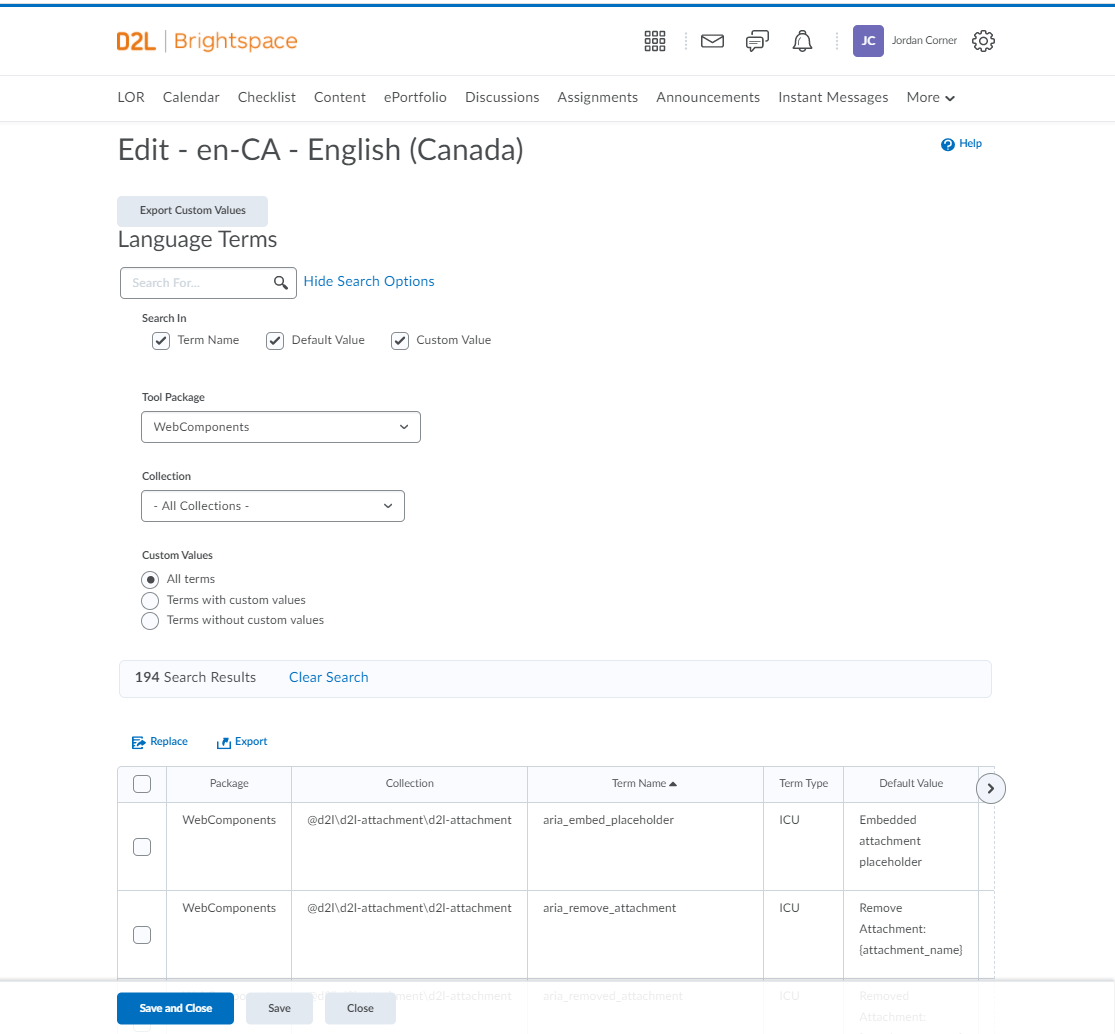 D2L Brightspace
JC Jordan Corner
LOR Calendar Checklist Content ePortfolio Discussions Assignments Announcements Instant Messages More
Edit - en-CA - English (Canada)
Help
Export Custom Values
Language Terms
Search For... Hide Search Options
Search In
Term Name Default Value Custom Value
Tool Package
WebComponents
Collection
- All Collections -
Custom Values
All terms
Terms with custom values
Terms without custom values
194 Search Results Clear Search
Replace Export
Package Collection Term Name Term Type Default Value
WebComponents @d2l\d2l-attachment\d2l-attachment aria_embed_placeholder ICU Embedded
attachment
placeholder
WebComponents @d2l\d2l-attachment\d2l-attachment aria_remove_attachment ICU Remove
Attachment:
{attachment_name}
aria_removed_attachment ICU Removed
Attachment:
Save and Close Save Close